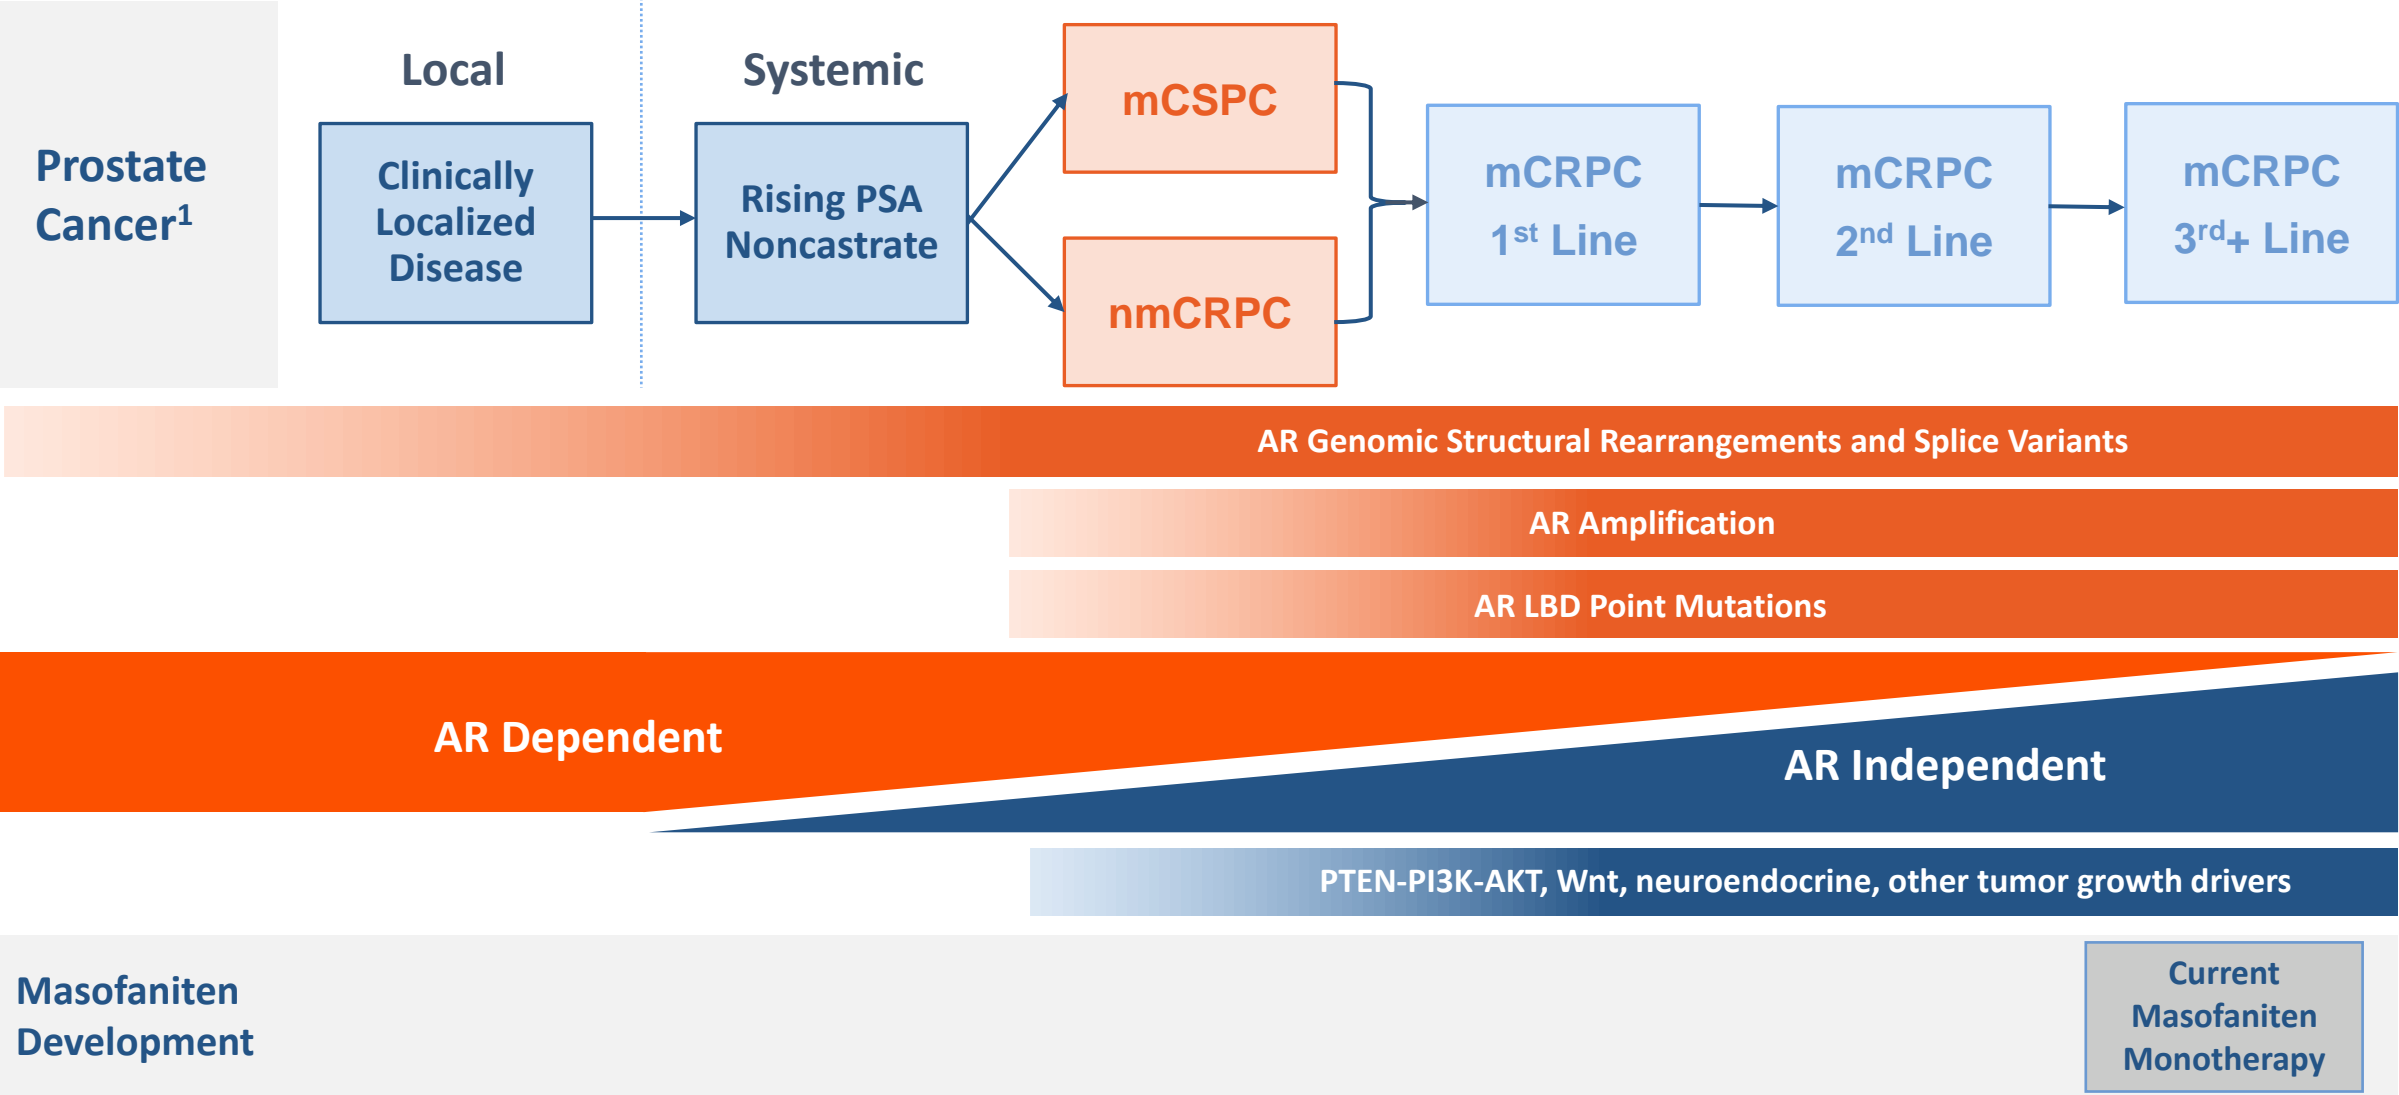 Prostate
Cancer1
Local
Clinically
Localized
Disease
Systemic
Rising PSA
Noncastrate
mCSPC
nmCRPC
mCRPC
1st Line
mCRPC
2nd Line
mCRPC
3rd+ Line
AR Genomic Structural Rearrangements and Splice Variants
AR Amplification
AR LBD Point Mutations
AR Dependent
AR Independent
PTEN-PI3K-AKT, Wnt, neuroendocrine, other tumor growth drivers
Masofaniten
Development
Current
Masofaniten
Monotherapy